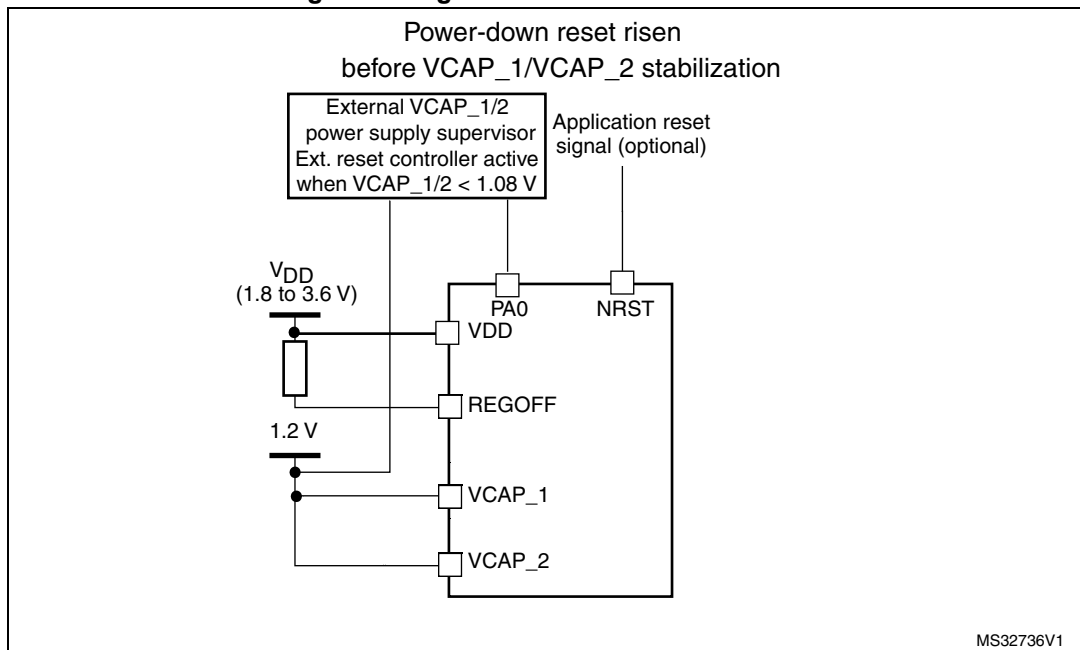 Power-down reset risen
before VCAP_1/VCAP_2 stabilization
External VCAP_1/2
power supply supervisor
Ext. reset controller active
when VCAP_1/2 < 1.08 V
Application reset
signal (optional)
VDD
(1.8 to 3.6 V)
PA0
NRST
VDD
REGOFF
1.2 V
VCAP_1
VCAP_2
MS32736V1